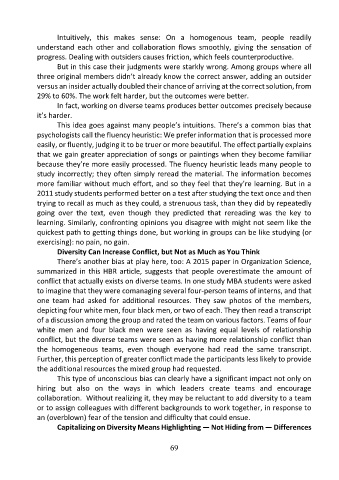 Intuitively, this makes sense: On a homogenous team, people readily
understand each other and collaboration flows smoothly, giving the sensation of
progress. Dealing with outsiders causes friction, which feels counterproductive.
But in this case their judgments were starkly wrong. Among groups where all
three original members didn't already know the correct answer, adding an outsider
versus an insider actually doubled their chance of arriving at the correct solution, from
29% to 60%. The work felt harder, but the outcomes were better.
In fact, working on diverse teams produces better outcomes precisely because
it's harder.
This idea goes against many people's intuitions. There's a common bias that
psychologists call the fluency heuristic: We prefer information that is processed more
easily, or fluently, judging it to be truer or more beautiful. The effect partially explains
that we gain greater appreciation of songs or paintings when they become familiar
because they're more easily processed. The fluency heuristic leads many people to
study incorrectly; they often simply reread the material. The information becomes
more familiar without much effort, and so they feel that they're learning. But in a
2011 study students performed better on a test after studying the text once and then
trying to recall as much as they could, a strenuous task, than they did by repeatedly
going over the text, even though they predicted that rereading was the key to
learning. Similarly, confronting opinions you disagree with might not seem like the
quickest path to getting things done, but working in groups can be like studying (or
exercising): no pain, no gain.
Diversity Can Increase Conflict, but Not as Much as You Think
There's another bias at play here, too: A 2015 paper in Organization Science,
summarized in this HBR article, suggests that people overestimate the amount of
conflict that actually exists on diverse teams. In one study MBA students were asked
to imagine that they were comanaging several four-person teams of interns, and that
one team had asked for additional resources. They saw photos of the members,
depicting four white men, four black men, or two of each. They then read a transcript
of a discussion among the group and rated the team on various factors. Teams of four
white men and four black men were seen as having equal levels of relationship
conflict, but the diverse teams were seen as having more relationship conflict than
the homogeneous teams, even though everyone had read the same transcript.
Further, this perception of greater conflict made the participants less likely to provide
the additional resources the mixed group had requested.
This type of unconscious bias can clearly have a significant impact not only on
hiring but also on the ways in which leaders create teams and encourage
collaboration. Without realizing it, they may be reluctant to add diversity to a team
or to assign colleagues with different backgrounds to work together, in response to
an (overblown) fear of the tension and difficulty that could ensue.
Capitalizing on Diversity Means Highlighting — Not Hiding from — Differences
69